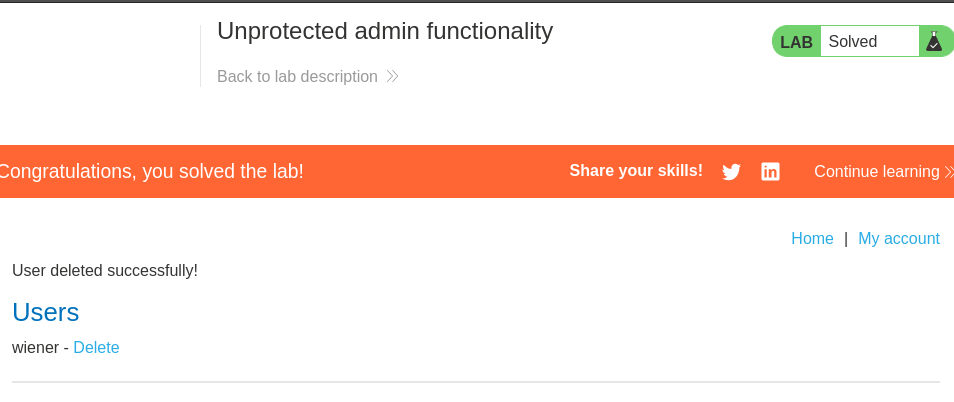 Unprotected admin functionality
LAB Solved
Back to lab description
Congratulations, you solved the lab!
Share your skills!
Continue learning
Home | My account
User deleted successfully!
Users
wiener - Delete